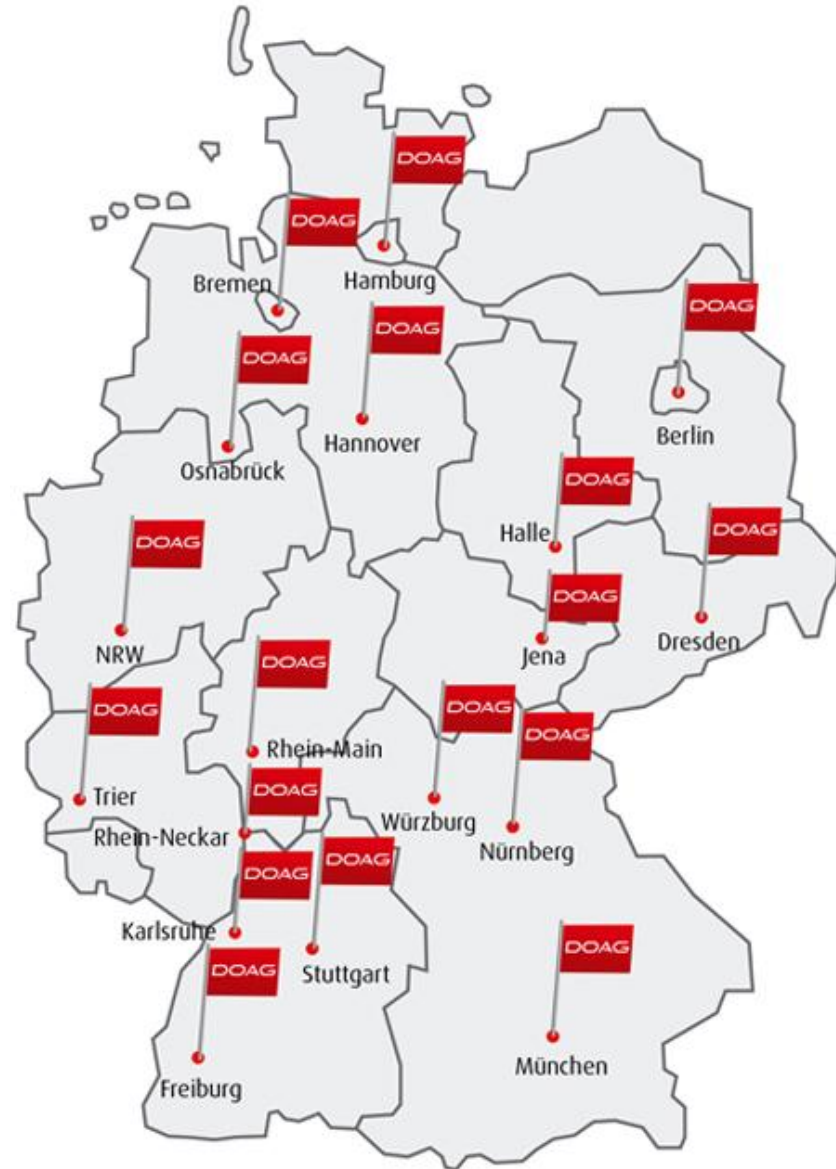 DOAG
DOAG
Bremen
Hamburg
DOAG
DOAG
DOAG
Berlin
Hannover
Osnabrück
DOAG
DOAG
DOAG
Halle
DOAG
NRW
Jena
Dresden
DOAG
DOAG
DOAG
DOAG
Rhein-Main
Trier
Würzburg
DOAG
Rhein-Neckar
Nürnberg
DOAG
DOAG
Karlsruhe
Stuttgart
DOAG
DOAG
München
Freiburg